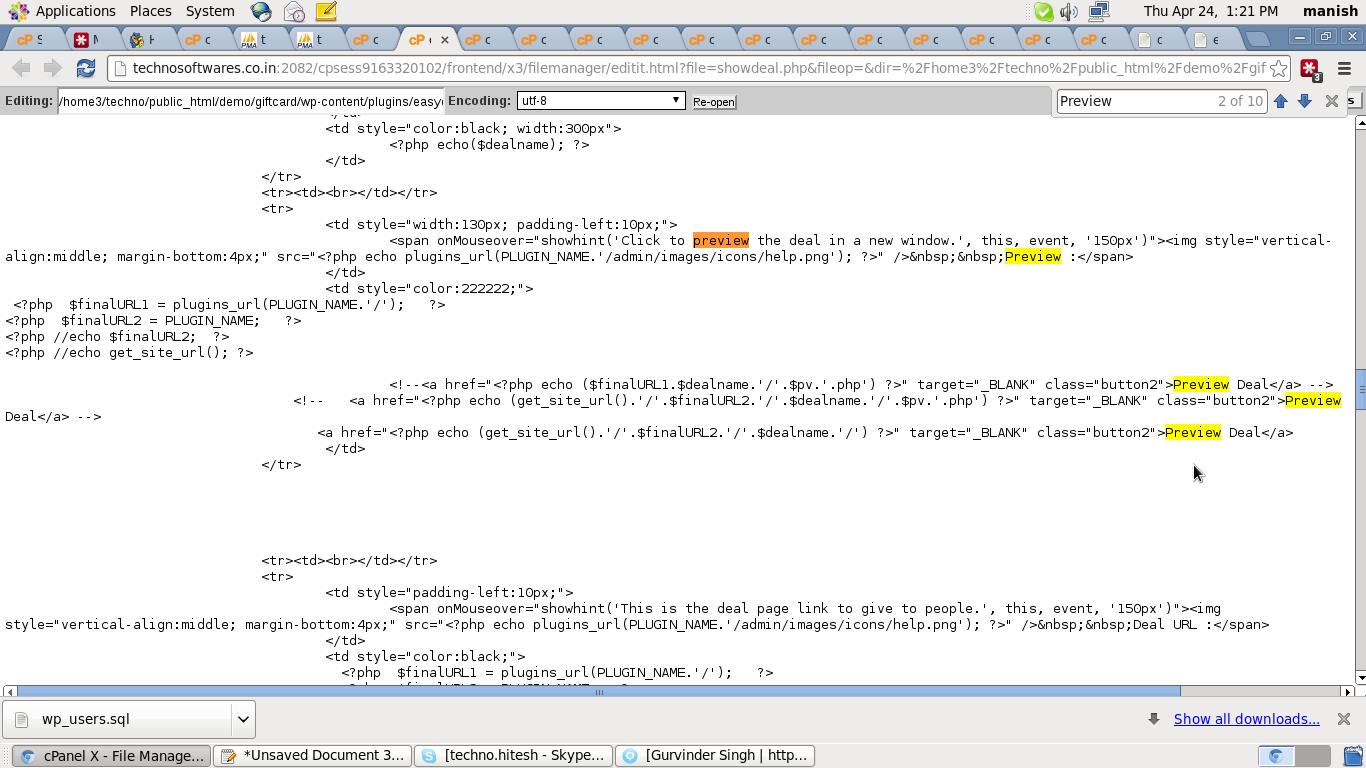 Applications Places System Thu Apr 24, 1:21 PM manish
cP S cP c t t cP c cP c cP c cP c cP c cP c cP c cP c cP c cP c cP c cP c cP c cP c c e
technosoftwares.co.in:2082/cpsess9163320102/frontend/x3/filemanager/editit.html?file=showdeal.php&fileop=&dir=%2Fhome3%2Ftechno%2Fpublic_html%2Fdemo%2Fgif 3
Editing: /home3/techno/public_html/demo/giftcard/wp-content/plugins/easy Encoding: utf-8 Re-open Preview 2 of 10 s
<td style="color:black; width:300px">
<?php echo($dealname); ?>
</td>
</tr>
<tr><td><br></td></tr>
<tr>
<td style="width:130px; padding-left:10px;">
<span onMouseover="showhint('Click to preview the deal in a new window.', this, event, '150px')"><img style="vertical-
align:middle; margin-bottom:4px;" src="<?php echo plugins_url(PLUGIN_NAME.'/admin/images/icons/help.png'); ?>" />&nbsp;&nbsp;Preview :</span>
</td>
<td style="color:222222;">
<?php  $finalURL1 = plugins_url(PLUGIN_NAME.'/');   ?>
<?php  $finalURL2 = PLUGIN_NAME;   ?>
<?php //echo $finalURL2;  ?>
<?php //echo get_site_url(); ?>
<!--<a href="<?php echo ($finalURL1.$dealname.'/'.$pv.'.php') ?>" target="_BLANK" class="button2">Preview Deal</a> -->
<!--   <a href="<?php echo (get_site_url().'/'.$finalURL2.'/'.$dealname.'/'.$pv.'.php') ?>" target="_BLANK" class="button2">Preview
Deal</a> -->
<a href="<?php echo (get_site_url().'/'.$finalURL2.'/'.$dealname.'/') ?>" target="_BLANK" class="button2">Preview Deal</a>
</td>
</tr>
<tr><td><br></td></tr>
<tr>
<td style="padding-left:10px;">
<span onMouseover="showhint('This is the deal page link to give to people.', this, event, '150px')"><img
style="vertical-align:middle; margin-bottom:4px;" src="<?php echo plugins_url(PLUGIN_NAME.'/admin/images/icons/help.png'); ?>" />&nbsp;&nbsp;Deal URL :</span>
</td>
<td style="color:black;">
<?php  $finalURL1 = plugins_url(PLUGIN_NAME.'/');   ?>
wp_users.sql Show all downloads...
cPanel X - File Manage... *Unsaved Document 3... [techno.hitesh - Skype... [Gurvinder Singh | http...